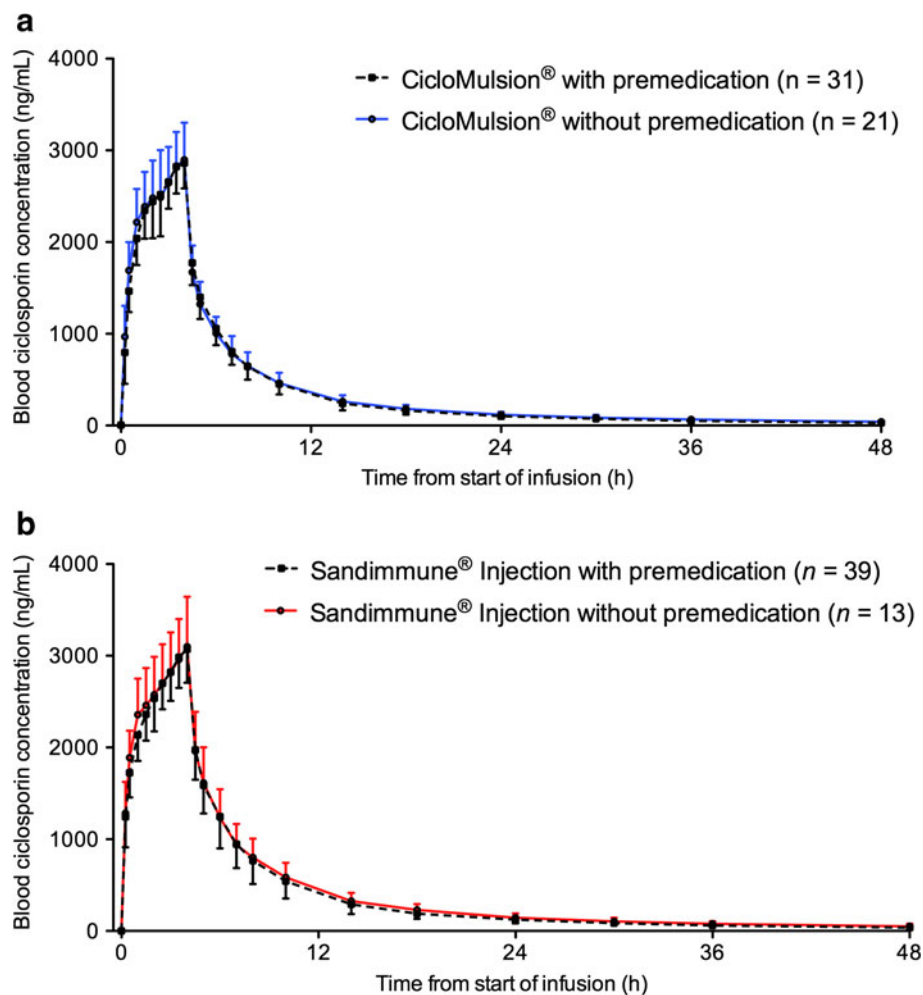 a
4000
3000
2000
1000
0
Blood ciclosporin concentration (ng/mL)
CicloMulsion® with premedication (n = 31)
CicloMulsion® without premedication (n = 21)
0 12 24 36 48
Time from start of infusion (h)
b
4000
3000
2000
1000
0
Blood ciclosporin concentration (ng/mL)
Sandimmune® Injection with premedication (n = 39)
Sandimmune® Injection without premedication (n = 13)
0 12 24 36 48
Time from start of infusion (h)